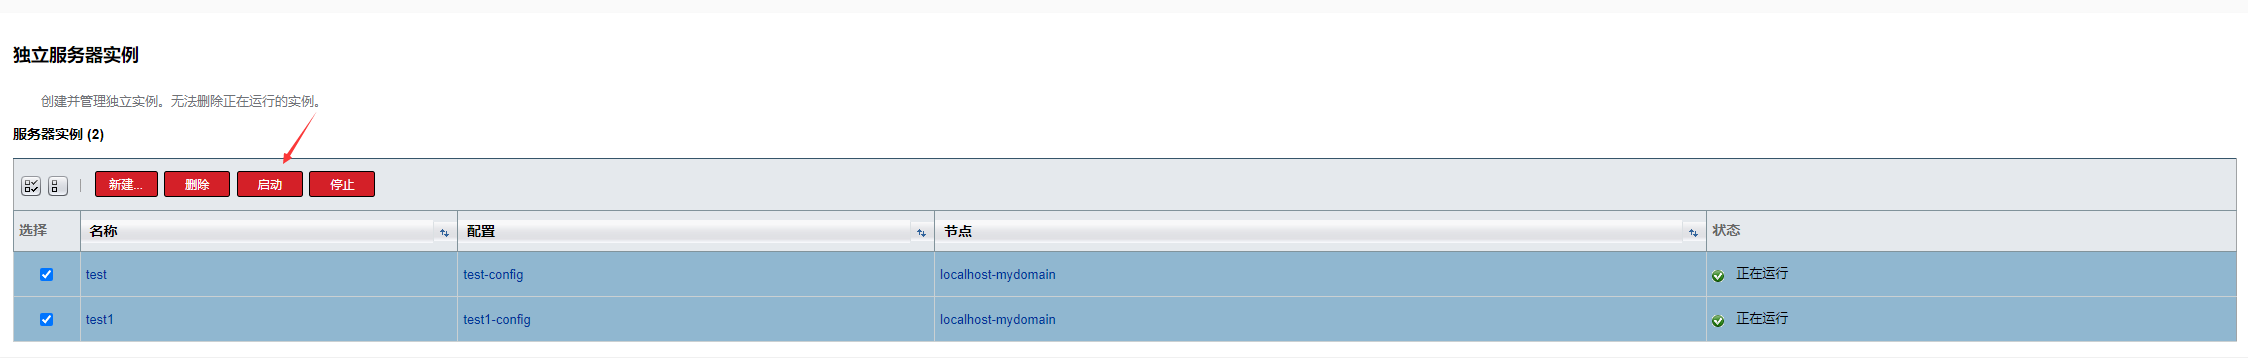 独立服务器实例
创建并管理独立实例。无法删除正在运行的实例。
服务器实例 (2)
新建... 删除 启动 停止
选择 名称 配置 节点 状态
test test-config localhost-mydomain 正在运行
test1 test1-config localhost-mydomain 正在运行